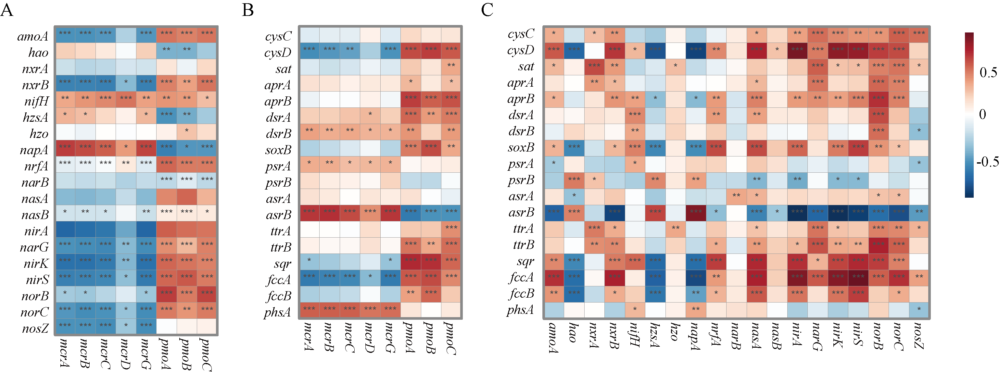 A
amoA *** *** *** *** *** *** ***
hao ** **
nxrA
nxrB *** *** *** * *** *** ** ***
nifH ** ** *** *** ** ** ** *
hzsA * * * *** **
hzo *
napA *** *** *** * *** *** * ***
nrfA *** *** *** ** *** *** *** ***
narB *** *** ***
nasA
nasB * ** * ** *** *** *
nirA
narG *** *** *** ** *** *** *** ***
nirK *** *** *** ** *** *** *** ***
nirS *** *** *** * *** *** *** ***
norB * * * *** *** ***
norC *** *** *** * *** *** ** ***
nosZ *** *** *** * ***
mcrA mcrB mcrC mcrD mcrG pmoA pmoB pmoC
B
cysC
cysD *** *** ** *** *** *** ***
sat **
aprA * *
aprB *** *** ***
dsrA * *** ** ***
dsrB ** ** ** * * ** **
soxB *** *** **
psrA * ** * * *
psrB
asrA
asrB *** *** *** *** *** *** *** ***
ttrA ***
ttrB *** ** ***
sqr * * *** *** ***
fccA *** *** *** * *** *** *** ***
fccB ** ***
phsA *** *** *** *** ***
mcrA mcrB mcrC mcrD mcrG pmoA pmoB pmoC
C
cysC * * ** * ** *** *** ** ** *** ***
cysD *** *** *** * *** *** ** *** * *** *** *** *** *** ***
sat * *** ** * *** * * *** *** *
aprA ** * * *** *** ***
aprB * ** ** * * ** *** ** ** ** *** *** ***
dsrA *** ** ** ***
dsrB ** *** *
soxB * *** * *** *** *** *** *** *** *** *** ** *
psrA * * *
psrB *** * ** ** ** ** * *
asrA * ** * * *
asrB *** *** *** *** *** * *** * *** *** *** *** *** *** **
ttrA *** * ** * *** * *** ** *
ttrB ** ** * ** * *** ** ** *** ***
sqr ** *** *** *** *** *** *** *** *** * *** *** *** ***
fccA *** *** *** *** *** ** *** *** *** *** *** *** *** **
fccB ** *** * *** ** * *** *** *** *** *
phsA * ** *
amoA hao nxrA nxrB nifH hzsA hzo napA nrfA narB nasA nasB nirA narG nirK nirS norB norC nosZ
0.5
0
-0.5